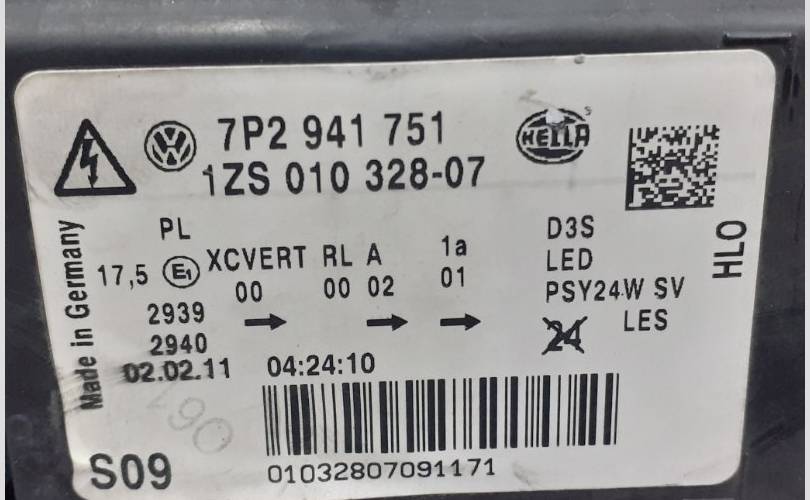 7P2 941 751
1ZS 010 328-07
HELLA
Made in Germany
PL
17,5 E1 XCVERT RL A 1a
00 00 02 01
2939
2940
02.02.11 04:24:10
D3S
LED
PSY24W SV
24 LES
HLO
067
S09
01032807091171